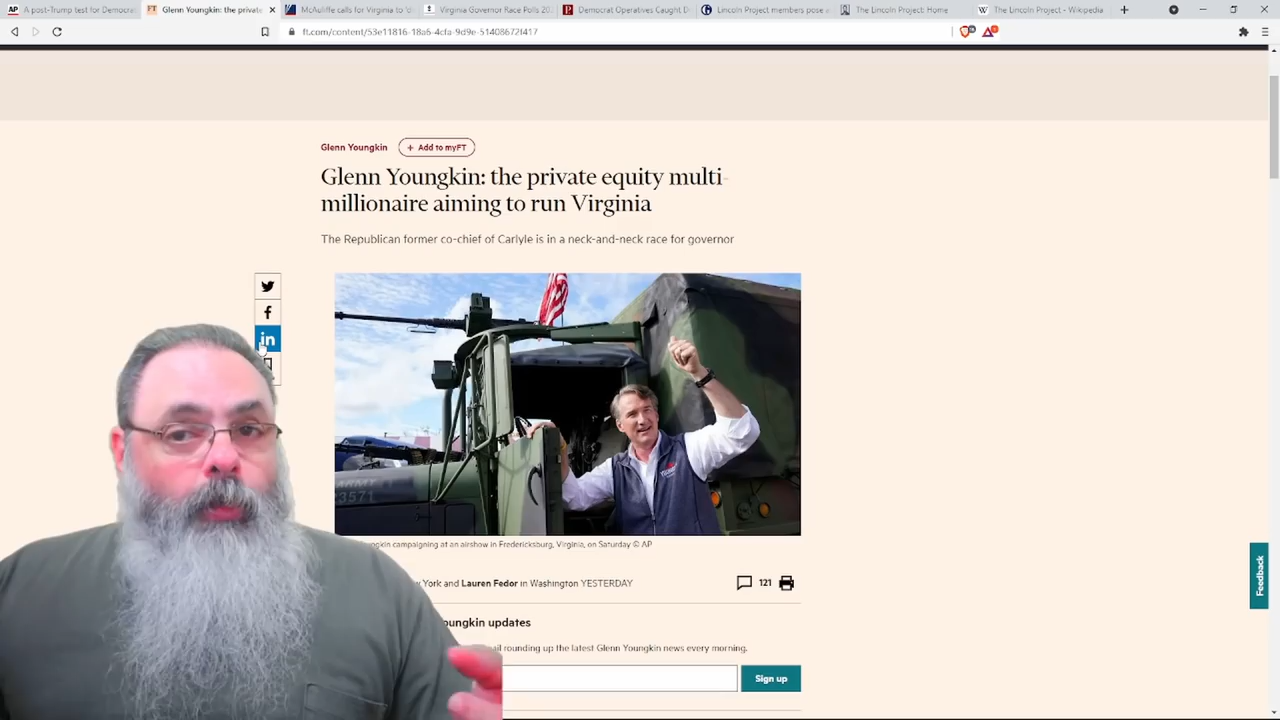 A post-Trump test for Democrat
Glenn Youngkin: the private
McAuliffe calls for Virginia to
Virginia Governor Race Polls 20
Democrat Operatives Caught D
Lincoln Project members pose
The Lincoln Project: Home
The Lincoln Project - Wikipedia
ft.com/content/53e11816-18a6-4cfa-9d9e-51408672f417
Glenn Youngkin
+ Add to myFT
Glenn Youngkin: the private equity multi-
millionaire aiming to run Virginia
The Republican former co-chief of Carlyle is in a neck-and-neck race for governor
23571
campaigning at an airshow in Fredericksburg, Virginia, on Saturday © AP
York and Lauren Fedor in Washington YESTERDAY
121
updates
rounding up the latest Glenn Youngkin news every morning.
Sign up
Feedback